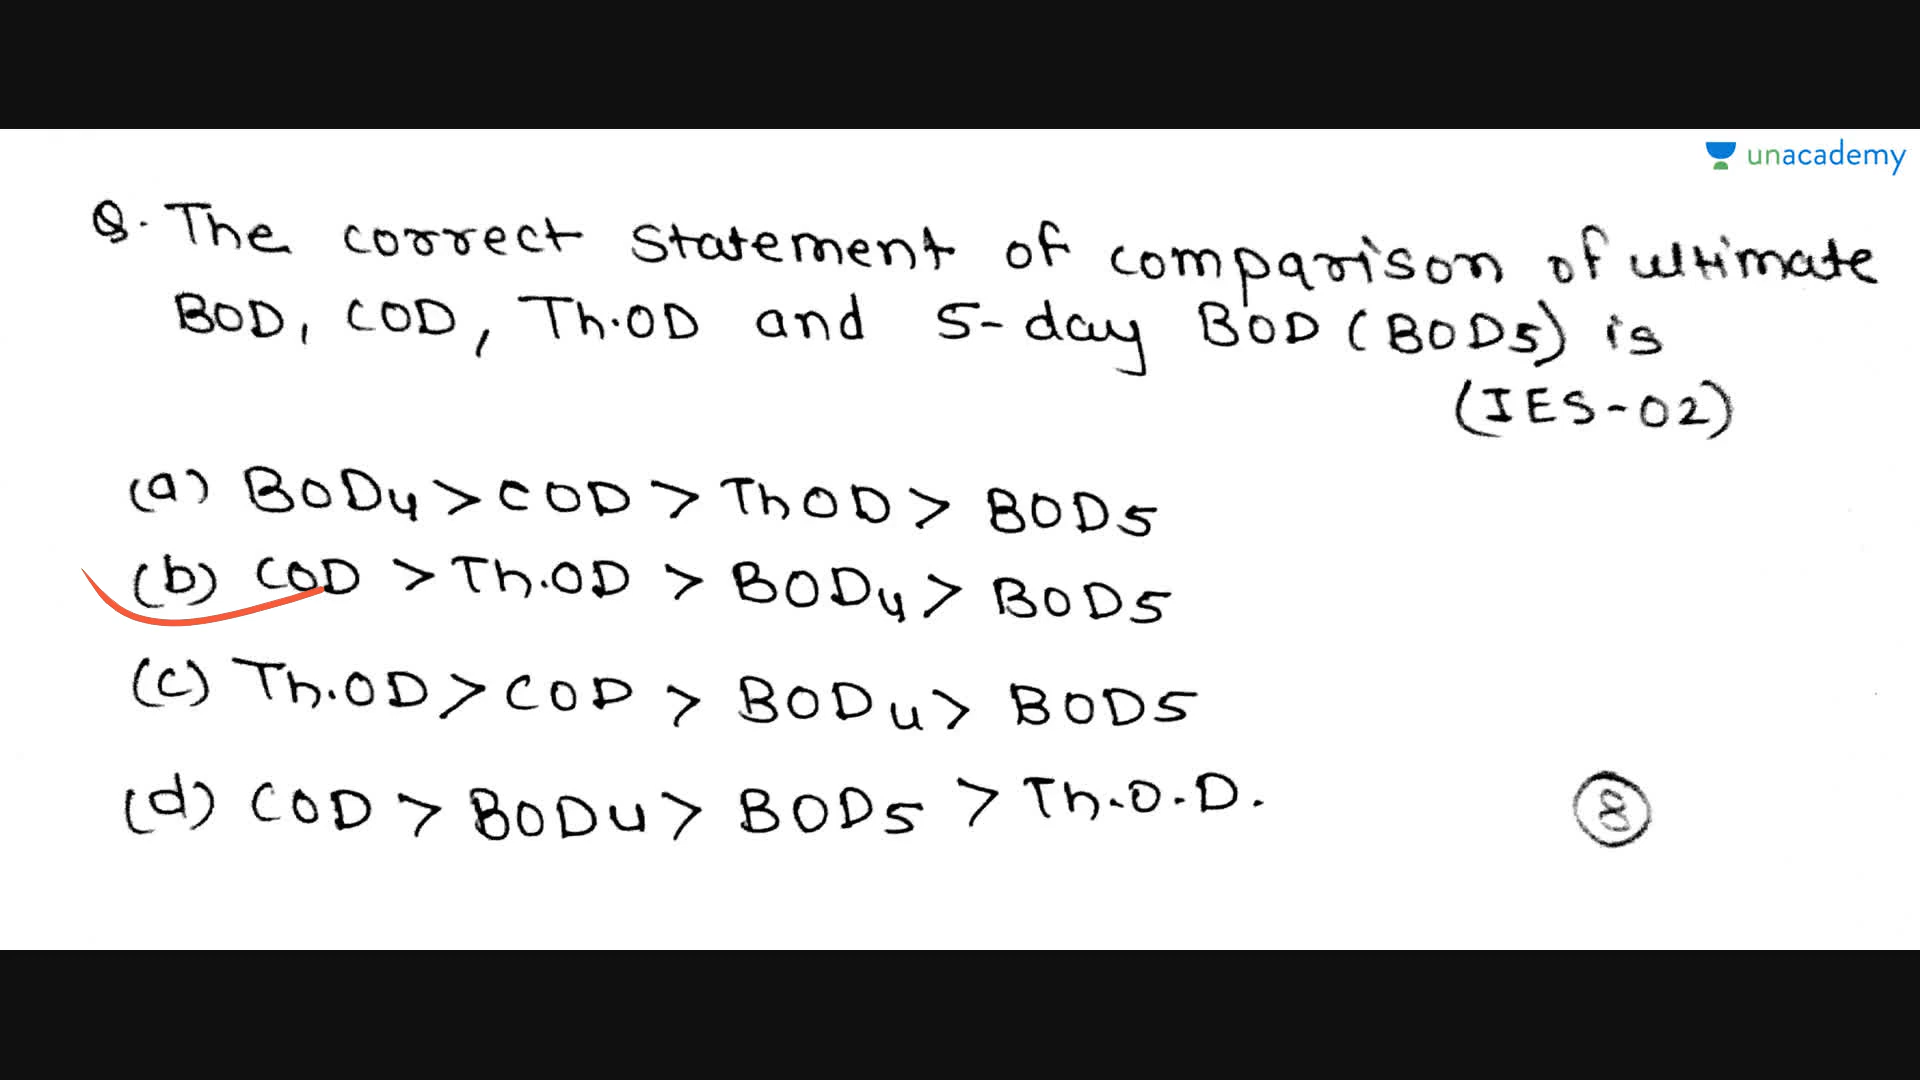 unacademy
Q. The correct statement of comparison of ultimate
BOD, COD, Th.OD and 5-day BOD (BOD5) is
(IES-02)
(a) BODu > COD > ThOD > BOD5
(b) COD > Th.OD > BODu > BOD5
(c) Th.OD > COD > BODu > BOD5
(d) COD > BODu > BOD5 > Th.O.D.
8